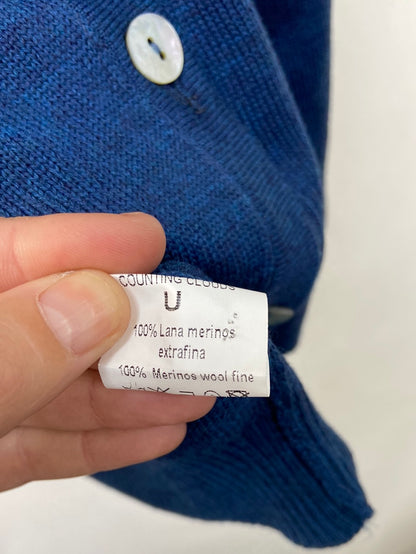 COUNTING CLOUDS
U
100% Lana merinos
extrafina
100% Merinos wool fine